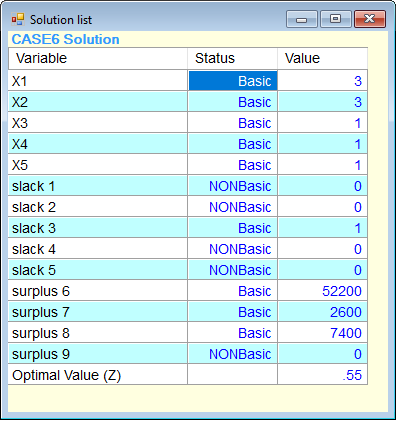 Solution list
CASE6 Solution
Variable Status Value
X1 Basic 3
X2 Basic 3
X3 Basic 1
X4 Basic 1
X5 Basic 1
slack 1 NONBasic 0
slack 2 NONBasic 0
slack 3 Basic 1
slack 4 NONBasic 0
slack 5 NONBasic 0
surplus 6 Basic 52200
surplus 7 Basic 2600
surplus 8 Basic 7400
surplus 9 NONBasic 0
Optimal Value (Z) .55